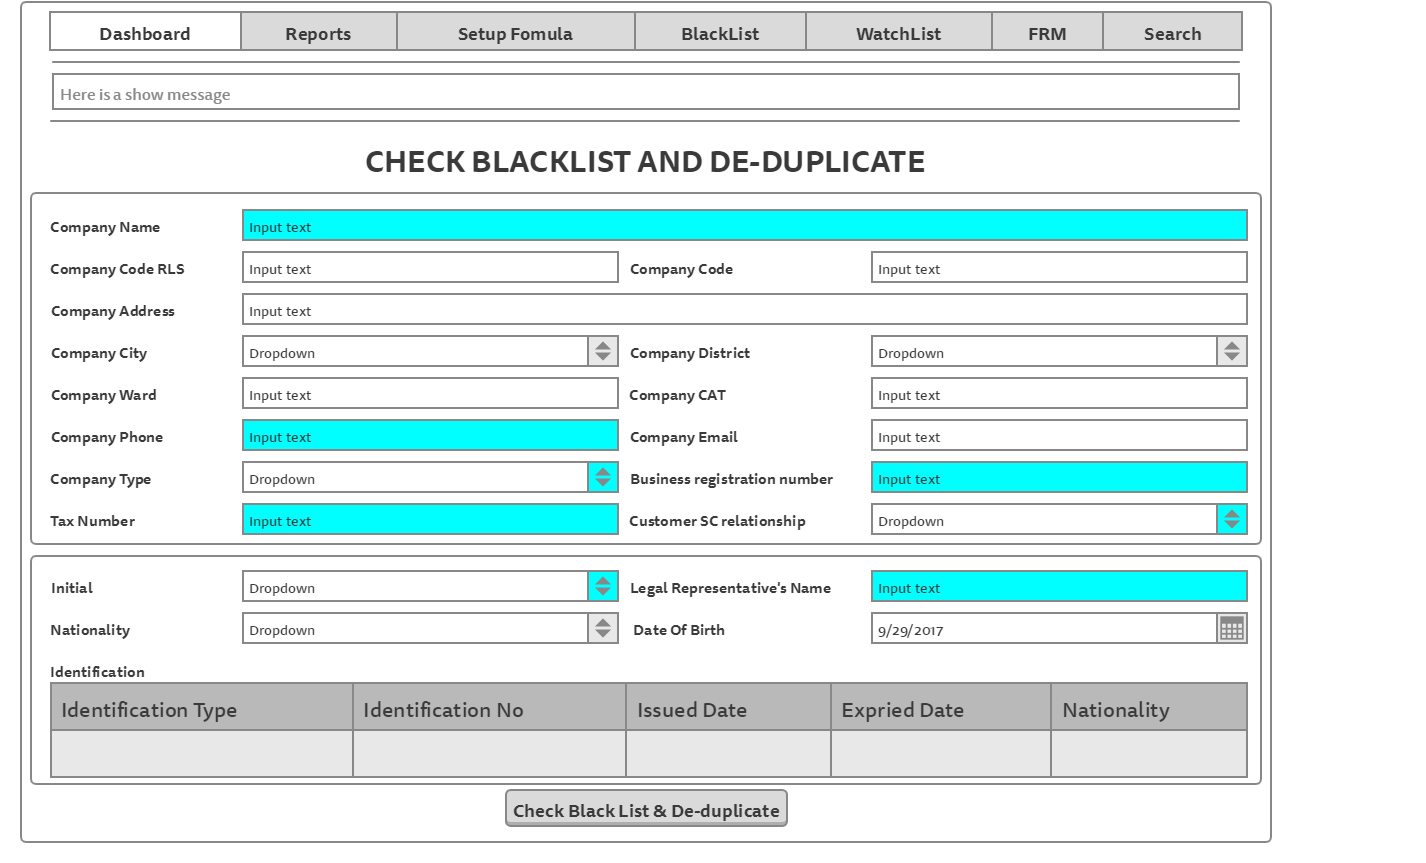 Dashboard Reports Setup Fomula BlackList WatchList FRM Search
Here is a show message
CHECK BLACKLIST AND DE-DUPLICATE
Company Name Input text
Company Code RLS Input text Company Code Input text
Company Address Input text
Company City Dropdown Company District Dropdown
Company Ward Input text Company CAT Input text
Company Phone Input text Company Email Input text
Company Type Dropdown Business registration number Input text
Tax Number Input text Customer SC relationship Dropdown
Initial Dropdown Legal Representative's Name Input text
Nationality Dropdown Date Of Birth 9/29/2017
Identification
Identification Type Identification No Issued Date Expried Date Nationality
Check Black List & De-duplicate